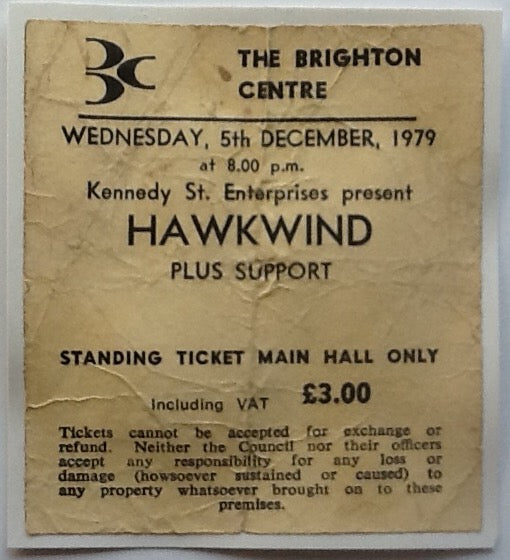 THE BRIGHTON
CENTRE
WEDNESDAY, 5th DECEMBER, 1979
at 8.00 p.m.
Kennedy St. Enterprises present
HAWKWIND
PLUS SUPPORT
STANDING TICKET MAIN HALL ONLY
Including VAT £3.00
Tickets cannot be accepted for exchange or
refund. Neither the Council nor their officers
accept any responsibility for any loss or
damage (howsoever sustained or caused) to
any property whatsoever brought on to these
premises.